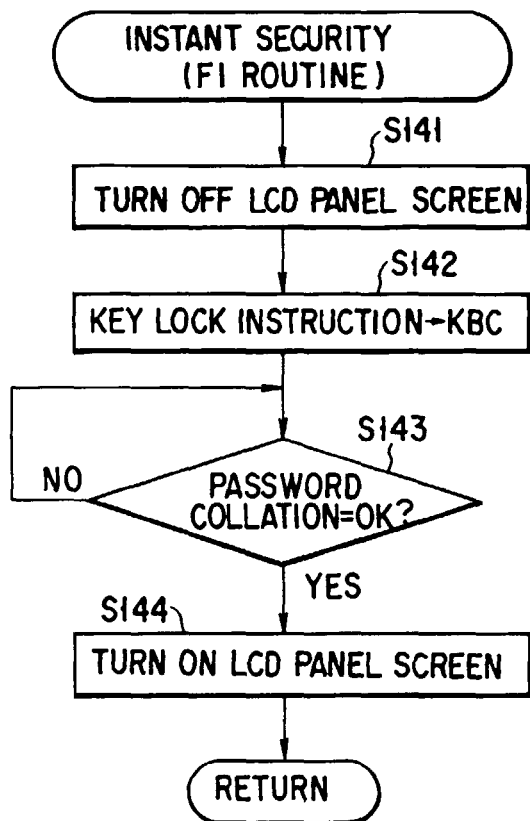 INSTANT SECURITY
(F1 ROUTINE)
S141
TURN OFF LCD PANEL SCREEN
S142
KEY LOCK INSTRUCTION→KBC
S143
NO
PASSWORD
COLLATION=OK?
YES
S144
TURN ON LCD PANEL SCREEN
RETURN